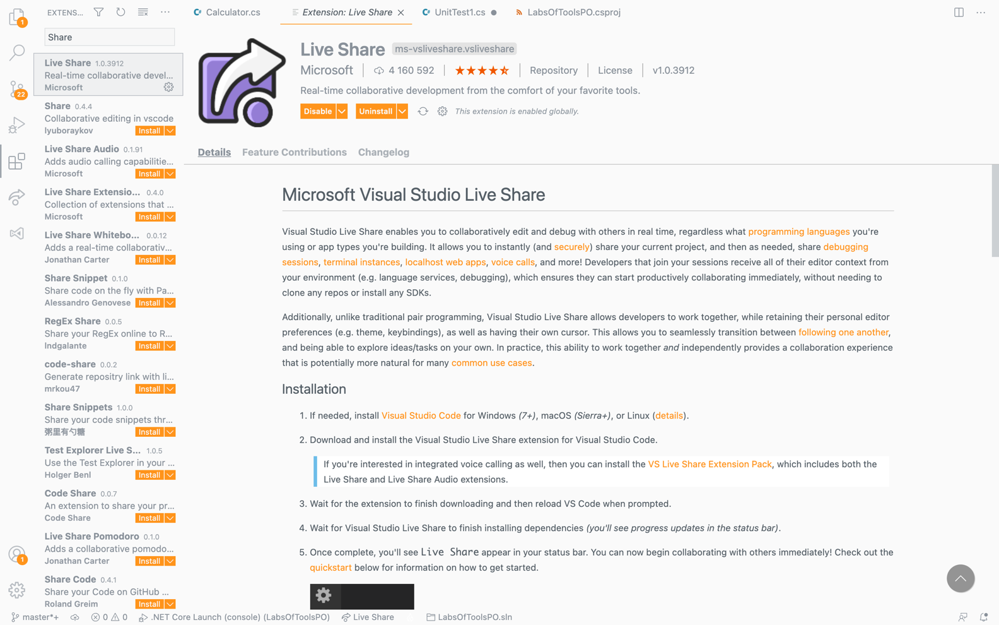 EXTENS...
Calculator.cs
Extension: Live Share
UnitTest1.cs
LabsOfToolsPO.csproj
1
22
1
Share
Live Share 1.0.3912
Real-time collaborative devel...
Microsoft
Share 0.4.4
Collaborative editing in vscode
lyuboraykov Install
Live Share Audio 0.1.91
Adds audio calling capabilitie...
Microsoft Install
Live Share Extensio... 0.4.0
Collection of extensions that ...
Microsoft Install
Live Share Whitebo... 0.0.12
Adds a real-time collaborativ...
Jonathan Carter Install
Share Snippet 0.1.0
Share code on the fly with Pa...
Alessandro Genovese Install
RegEx Share 0.0.5
Share your RegEx online to R...
Indgalante Install
code-share 0.0.2
Generate repositry link with li...
mrkou47 Install
Share Snippets 1.0.0
Share your code snippets thr...
粥里有勺糖 Install
Test Explorer Live S... 1.0.5
Use the Test Explorer in your ...
Holger Benl Install
Code Share 0.0.7
An extension to share your pr...
Code Share Install
Live Share Pomodoro 0.1.0
Adds a collaborative pomodo...
Jonathan Carter Install
Share Code 0.4.1
Share your Code on GitHub ...
Roland Greim Install
Live Share ms-vsliveshare.vsliveshare
Microsoft 4 160 592 Repository License v1.0.3912
Real-time collaborative development from the comfort of your favorite tools.
Disable Uninstall This extension is enabled globally.
Details Feature Contributions Changelog
Microsoft Visual Studio Live Share
Visual Studio Live Share enables you to collaboratively edit and debug with others in real time, regardless what programming languages you're
using or app types you're building. It allows you to instantly (and securely) share your current project, and then as needed, share debugging
sessions, terminal instances, localhost web apps, voice calls, and more! Developers that join your sessions receive all of their editor context from
your environment (e.g. language services, debugging), which ensures they can start productively collaborating immediately, without needing to
clone any repos or install any SDKs.
Additionally, unlike traditional pair programming, Visual Studio Live Share allows developers to work together, while retaining their personal editor
preferences (e.g. theme, keybindings), as well as having their own cursor. This allows you to seamlessly transition between following one another,
and being able to explore ideas/tasks on your own. In practice, this ability to work together and independently provides a collaboration experience
that is potentially more natural for many common use cases.
Installation
1. If needed, install Visual Studio Code for Windows (7+), macOS (Sierra+), or Linux (details).
2. Download and install the Visual Studio Live Share extension for Visual Studio Code.
If you're interested in integrated voice calling as well, then you can install the VS Live Share Extension Pack, which includes both the
Live Share and Live Share Audio extensions.
3. Wait for the extension to finish downloading and then reload VS Code when prompted.
4. Wait for Visual Studio Live Share to finish installing dependencies (you'll see progress updates in the status bar).
5. Once complete, you'll see Live Share appear in your status bar. You can now begin collaborating with others immediately! Check out the
quickstart below for information on how to get started.
master*+ 0 0 .NET Core Launch (console) (LabsOfToolsPO) Live Share LabsOfToolsPO.sln